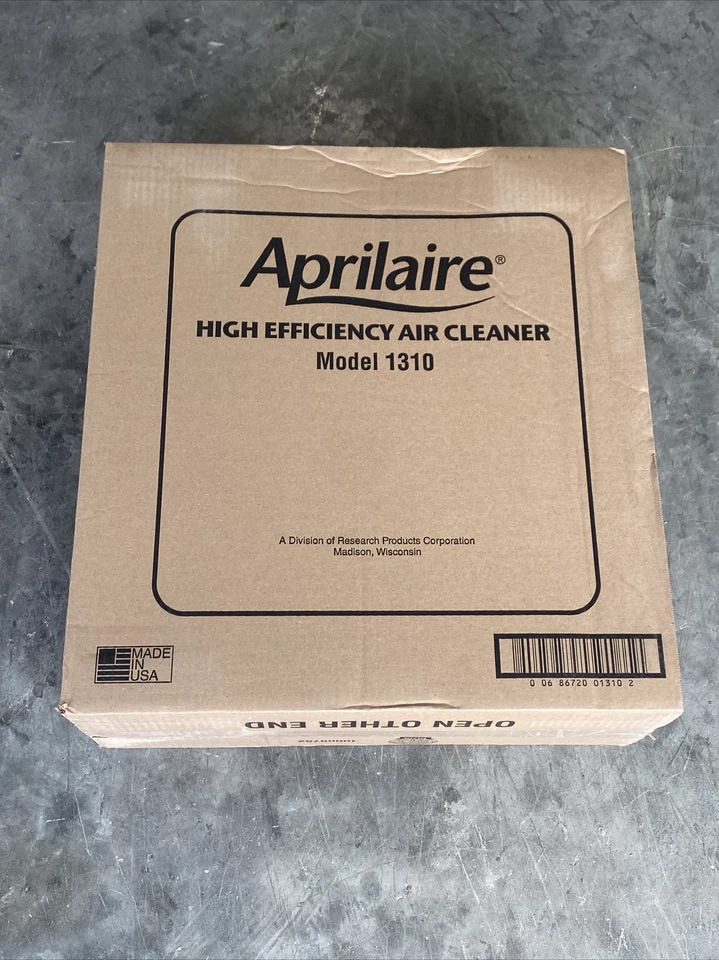 Aprilaire®
HIGH EFFICIENCY AIR CLEANER
Model 1310
A Division of Research Products Corporation
Madison, Wisconsin
MADE
IN
USA
0 06 86720 01310 2
OPEN OTHER END